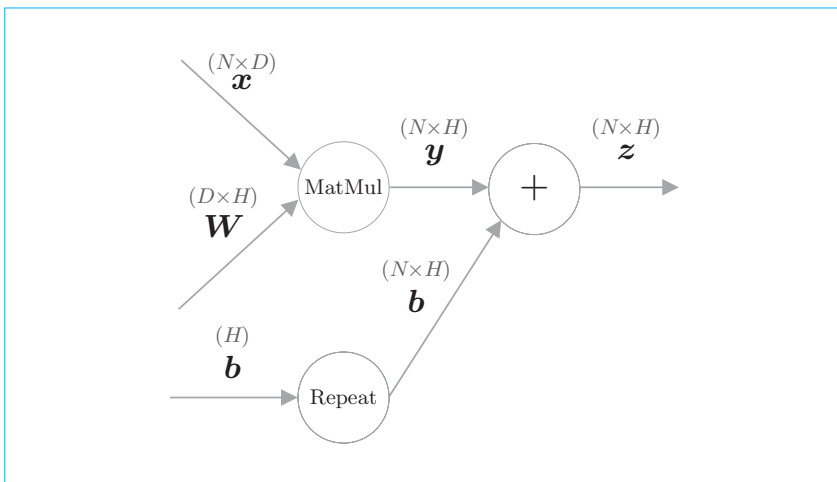 (N×D)
x
(N×H)
y
(N×H)
z
MatMul
+
(D×H)
W
(N×H)
b
(H)
b
Repeat